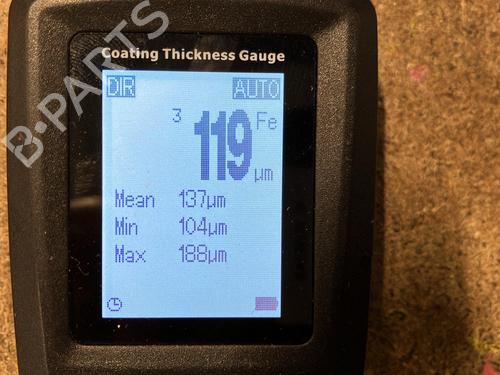 B-PARTS
Coating Thickness Gauge
DIR AUTO
3 119 Fe
µm
Mean 137µm
Min 104µm
Max 188µm